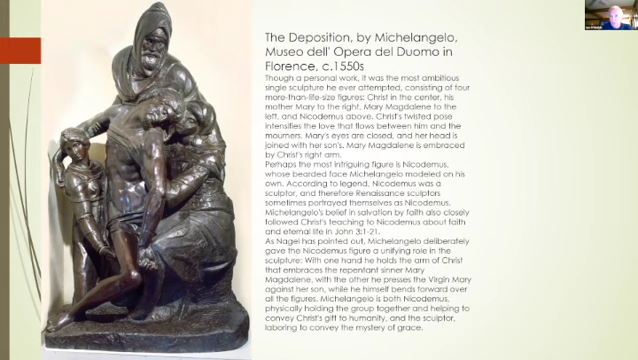 The Deposition, by Michelangelo,
Museo dell' Opera del Duomo in
Florence, c.1550s
Though a personal work, it was the most ambitious
single sculpture he ever attempted, consisting of four
more-than-life-size figures: Christ in the center, his
mother Mary to the right, Mary Magdalene to the
left, and Nicodemus above. Christ's twisted pose
intensifies the love that flows between him and the
mourners. Mary's eyes are closed, and her head is
joined with her son's. Mary Magdalene is embraced
by Christ's right arm.
Perhaps the most intriguing figure is Nicodemus,
whose bearded face Michelangelo modeled on his
own. According to legend, Nicodemus was a
sculptor, and therefore Renaissance sculptors
sometimes portrayed themselves as Nicodemus.
Michelangelo's belief in salvation by faith also closely
followed Christ's teaching to Nicodemus about faith
and eternal life in John 3:1-21.
As Nagel has pointed out, Michelangelo deliberately
gave the Nicodemus figure a unifying role in the
sculpture: With one hand he holds the arm of Christ
that embraces the repentant sinner Mary
Magdalene, with the other he presses the Virgin Mary
against her son, while he himself bends forward over
all the figures. Michelangelo is both Nicodemus,
physically holding the group together and helping to
convey Christ's gift to humanity, and the sculptor,
laboring to convey the mystery of grace.